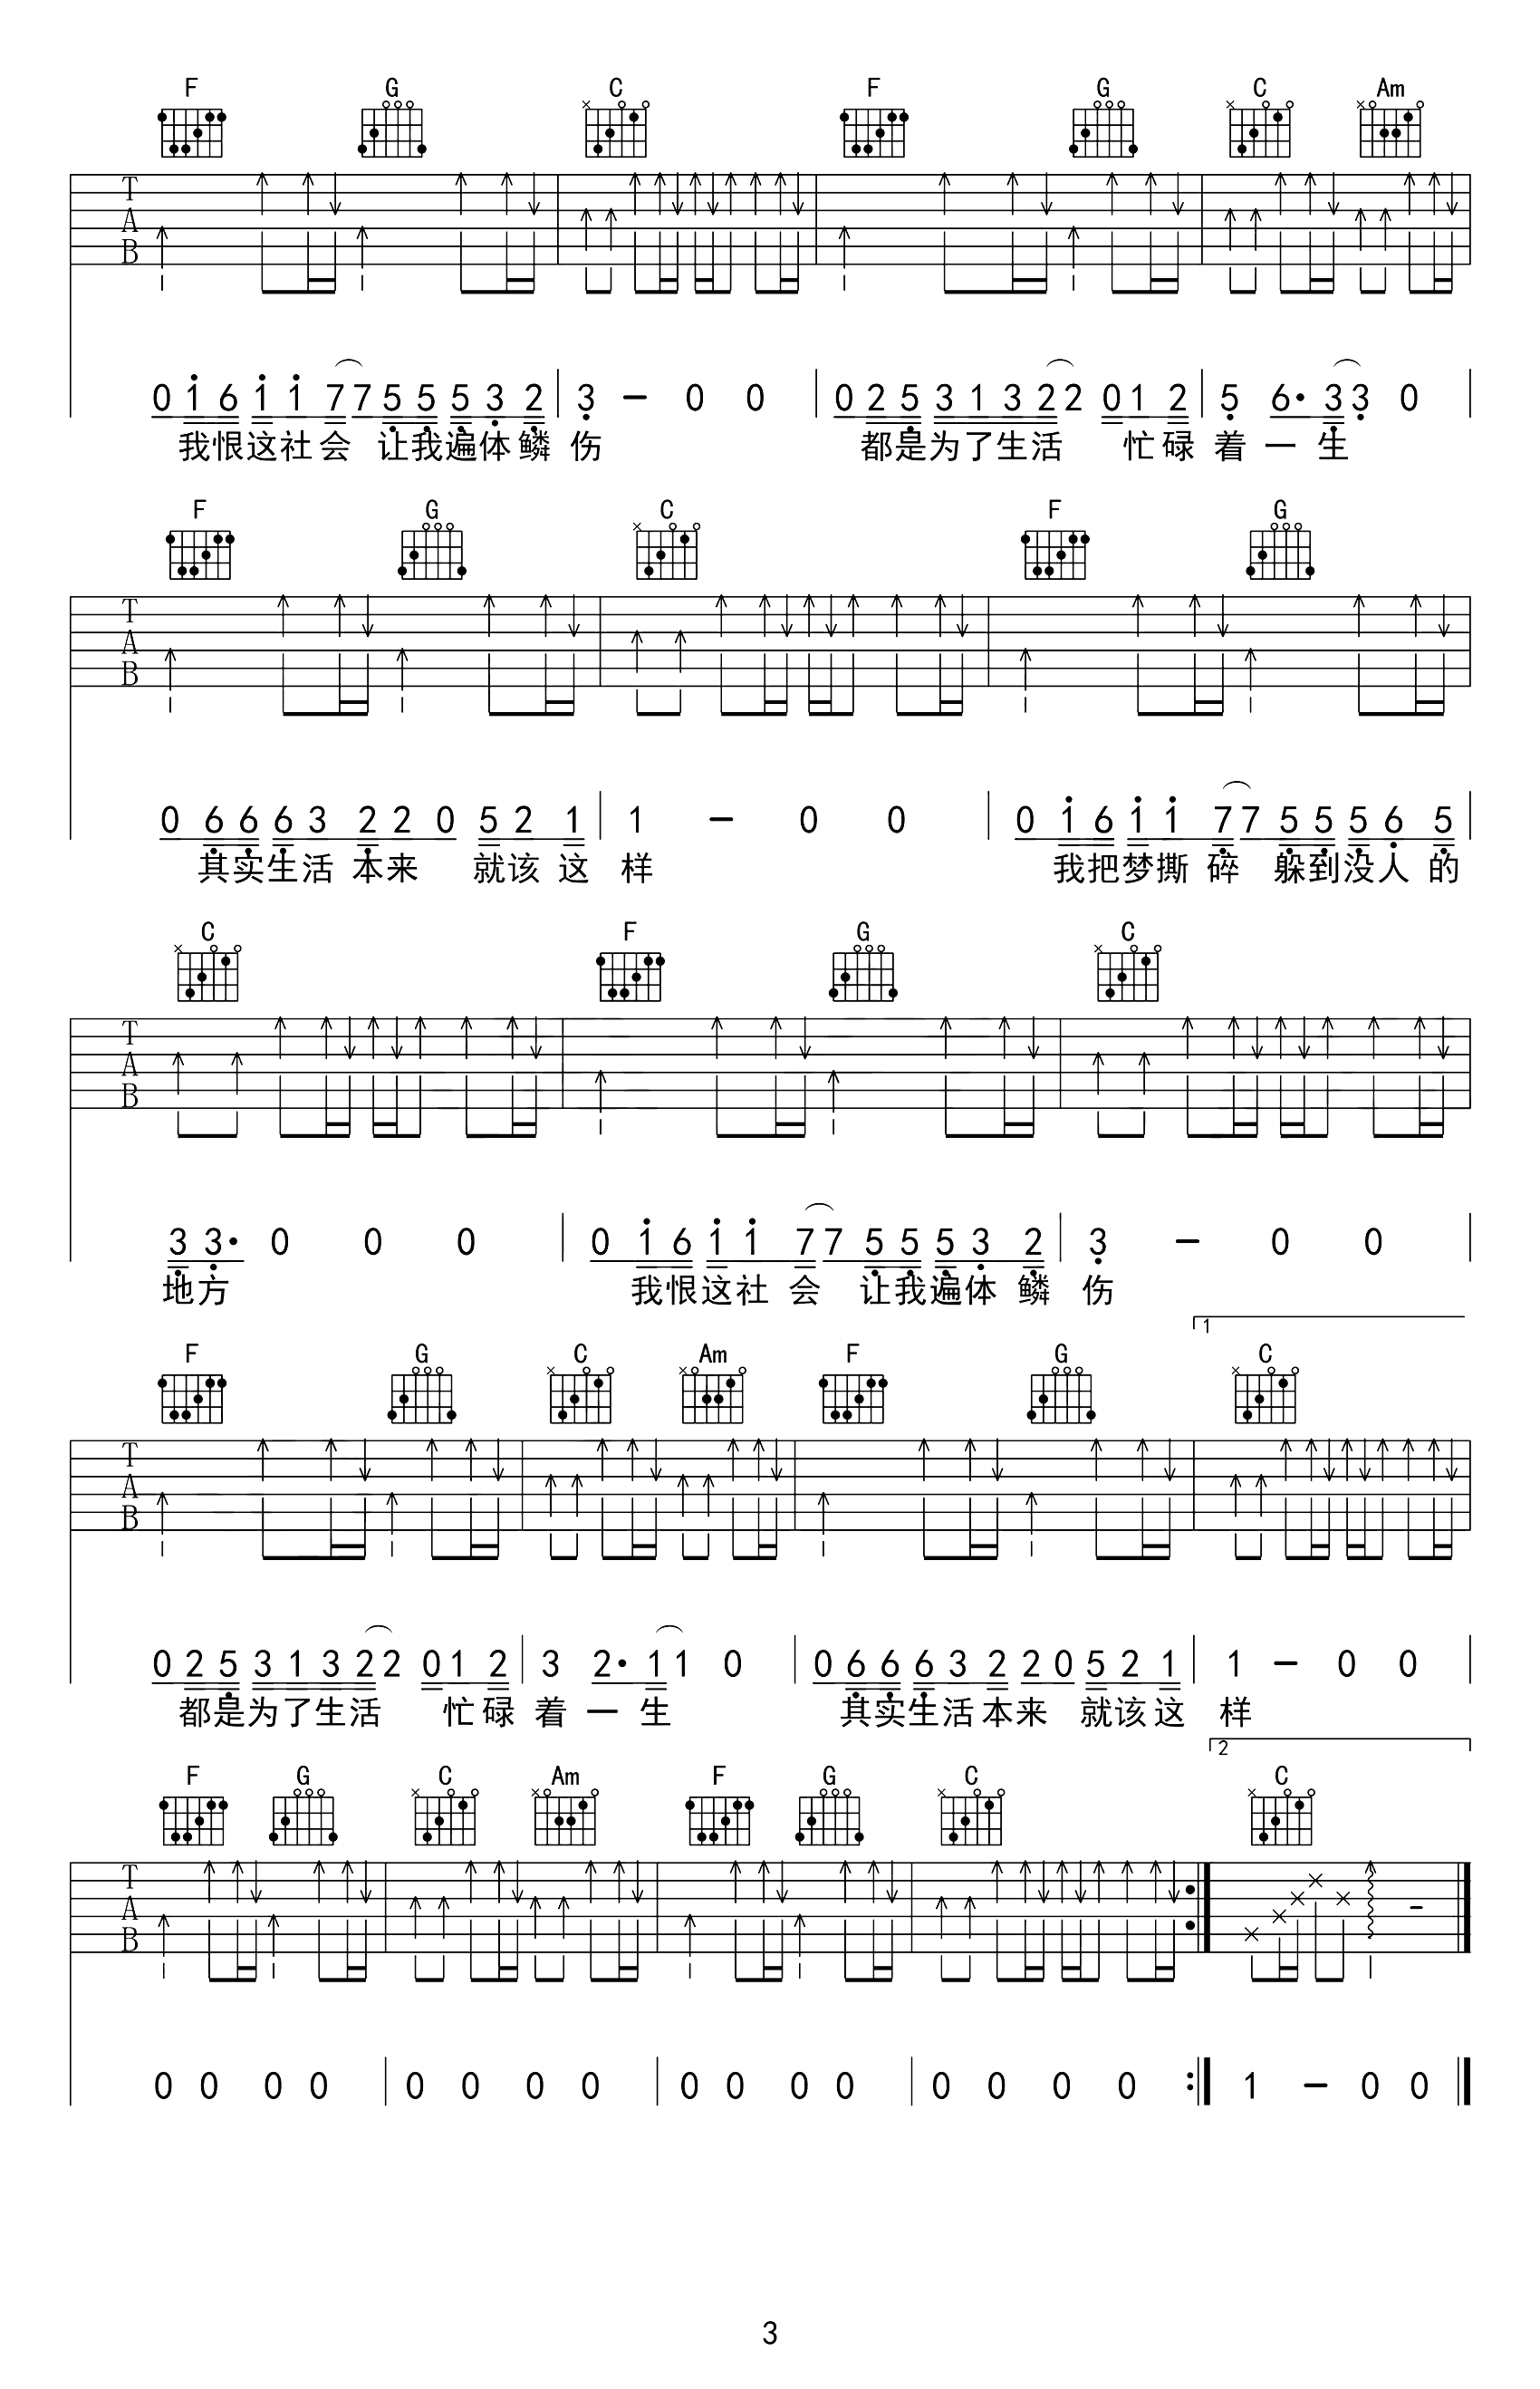 F G C F G C Am
T A B
0 1 6 1 1 7 7 5 5 5 3 2 3 － 0 0 0 2 5 3 1 3 2 2 0 1 2 5 6· 3 3 0
我恨这社会 让我遍体鳞伤 都是为了生活 忙碌着一生
F G C F G
T A B
0 6 6 6 3 2 2 0 5 2 1 1 － 0 0 0 1 6 1 1 7 7 5 5 5 6 5
其实生活本来 就该这样 我把梦撕碎 躲到没人的
C F G C
T A B
3 3· 0 0 0 0 1 6 1 1 7 7 5 5 5 3 2 3 － 0 0
地方 我恨这社会 让我遍体鳞伤
1
F G C Am F G C
T A B
0 2 5 3 1 3 2 2 0 1 2 3 2· 1 1 0 0 6 6 6 3 2 2 0 5 2 1 1 － 0 0
都是为了生活 忙碌着一生 其实生活本来 就该这样
2
F G C Am F G C C
T A B
0 0 0 0 0 0 0 0 0 0 0 0 0 0 0 0 1 － 0 0
3